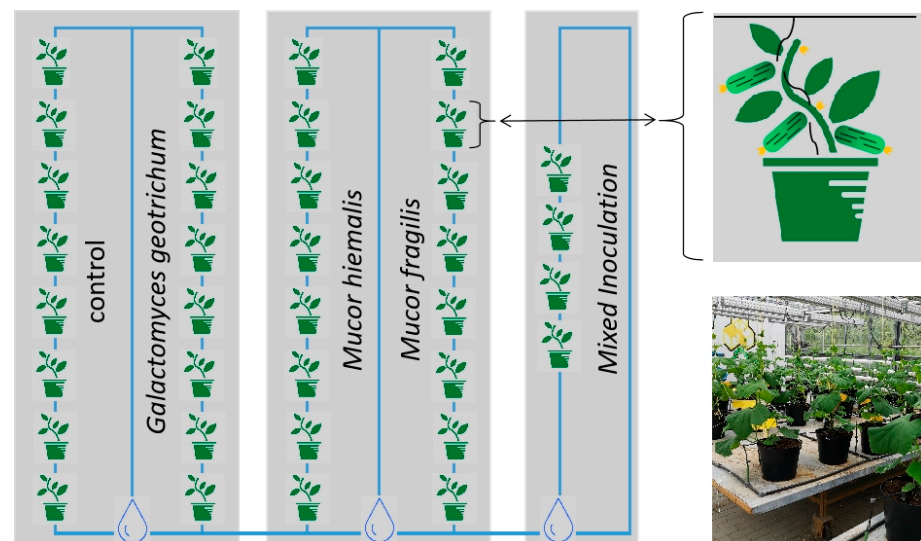 control
Galactomyces geotrichum
Mucor hiemalis
Mucor fragilis
Mixed Inoculation